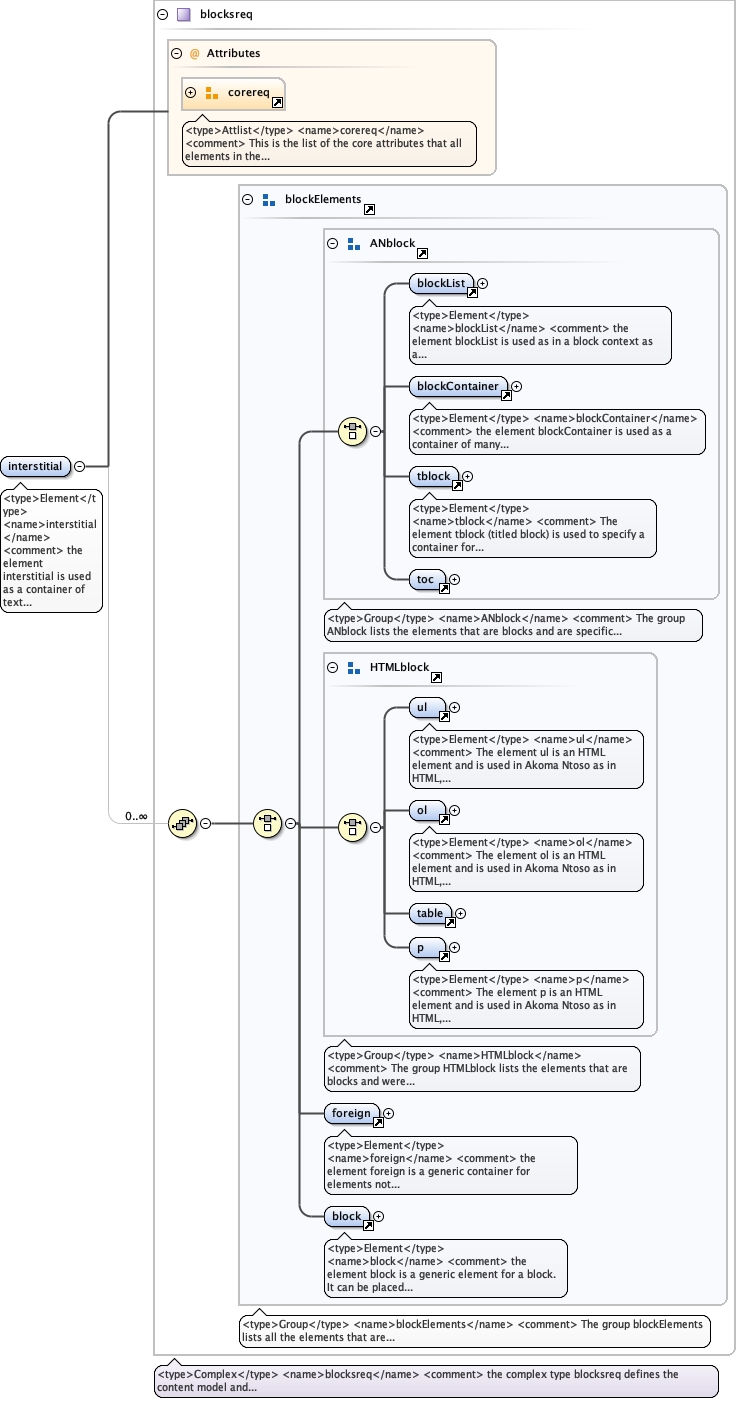 blocksreq
@ Attributes
corereq
<type>Attlist</type> <name>corereq</name>
<comment> This is the list of the core attributes that all
elements in the...
blockElements
ANblock
blockList
<type>Element</type>
<name>blockList</name> <comment> the
element blockList is used as in a block context as
a...
blockContainer
<type>Element</type> <name>blockContainer</name>
<comment> the element blockContainer is used as a
container of many...
interstitial
<type>Element</t
ype>
<name>interstitial
</name>
<comment> the
element
interstitial is used
as a container of
text...
tblock
<type>Element</type>
<name>tblock</name> <comment> The
element tblock (titled block) is used to specify a
container for...
toc
<type>Group</type> <name>ANblock</name> <comment> The group
ANblock lists the elements that are blocks and are specific...
HTMLblock
ul
<type>Element</type> <name>ul</name>
<comment> The element ul is an HTML
element and is used in Akoma Ntoso as in
HTML,...
0..∞
ol
<type>Element</type> <name>ol</name>
<comment> The element ol is an HTML
element and is used in Akoma Ntoso as in
HTML,...
table
p
<type>Element</type> <name>p</name>
<comment> The element p is an HTML
element and is used in Akoma Ntoso as in
HTML,...
<type>Group</type> <name>HTMLblock</name>
<comment> The group HTMLblock lists the elements that are
blocks and were...
foreign
<type>Element</type>
<name>foreign</name> <comment> the
element foreign is a generic container for
elements not...
block
<type>Element</type>
<name>block</name> <comment> the
element block is a generic element for a block.
It can be placed...
<type>Group</type> <name>blockElements</name> <comment> The group blockElements
lists all the elements that are...
<type>Complex</type> <name>blocksreq</name> <comment> the complex type blocksreq defines the
content model and...